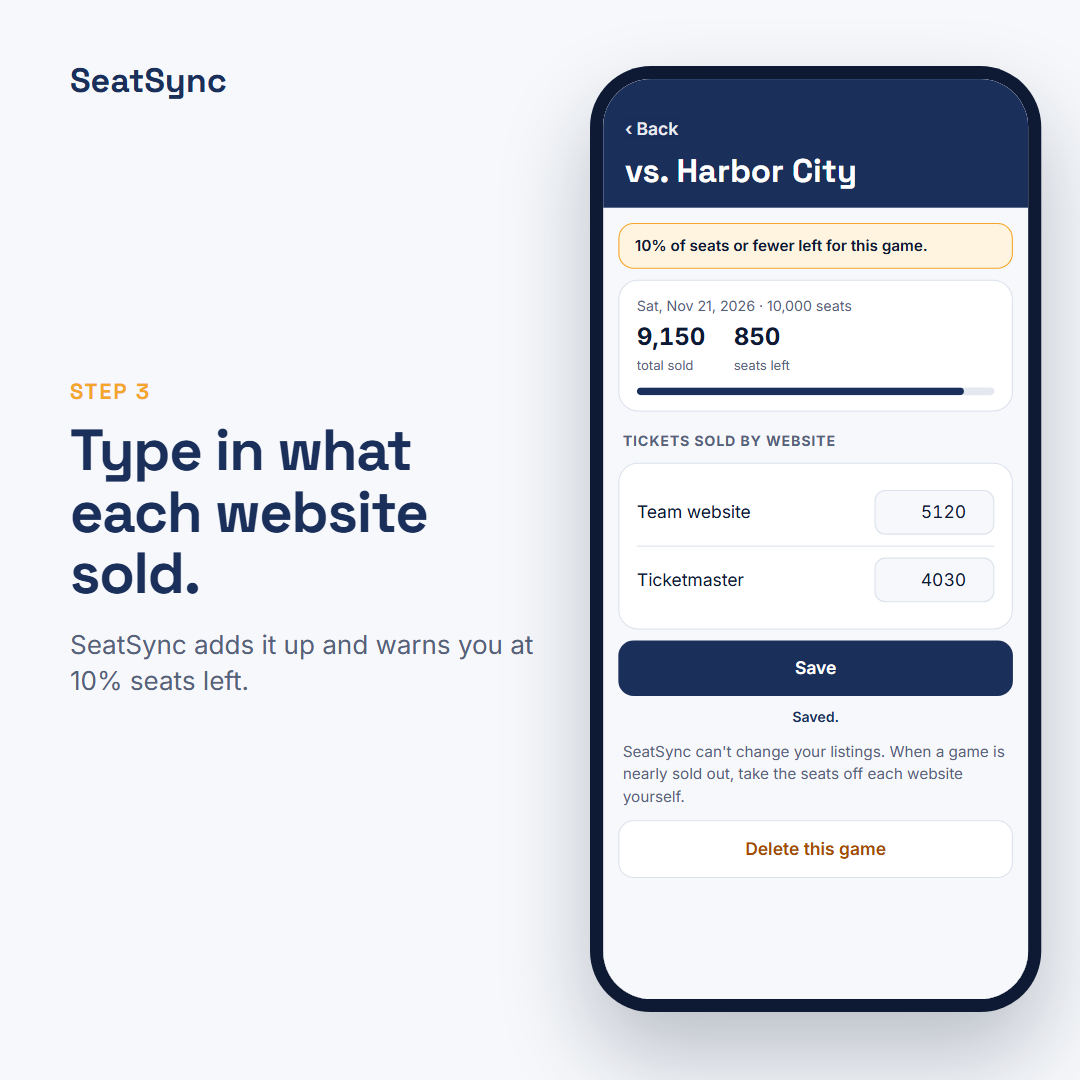 SeatSync
STEP 3
Type in what
each website
sold.
SeatSync adds it up and warns you at
10% seats left.
‹ Back
vs. Harbor City
10% of seats or fewer left for this game.
Sat, Nov 21, 2026 · 10,000 seats
9,150 850
total sold seats left
TICKETS SOLD BY WEBSITE
Team website 5120
Ticketmaster 4030
Save
Saved.
SeatSync can't change your listings. When a game is
nearly sold out, take the seats off each website
yourself.
Delete this game